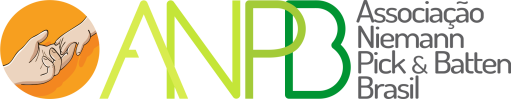 ANPB
Associação
Niemann
Pick & Batten
Brasil